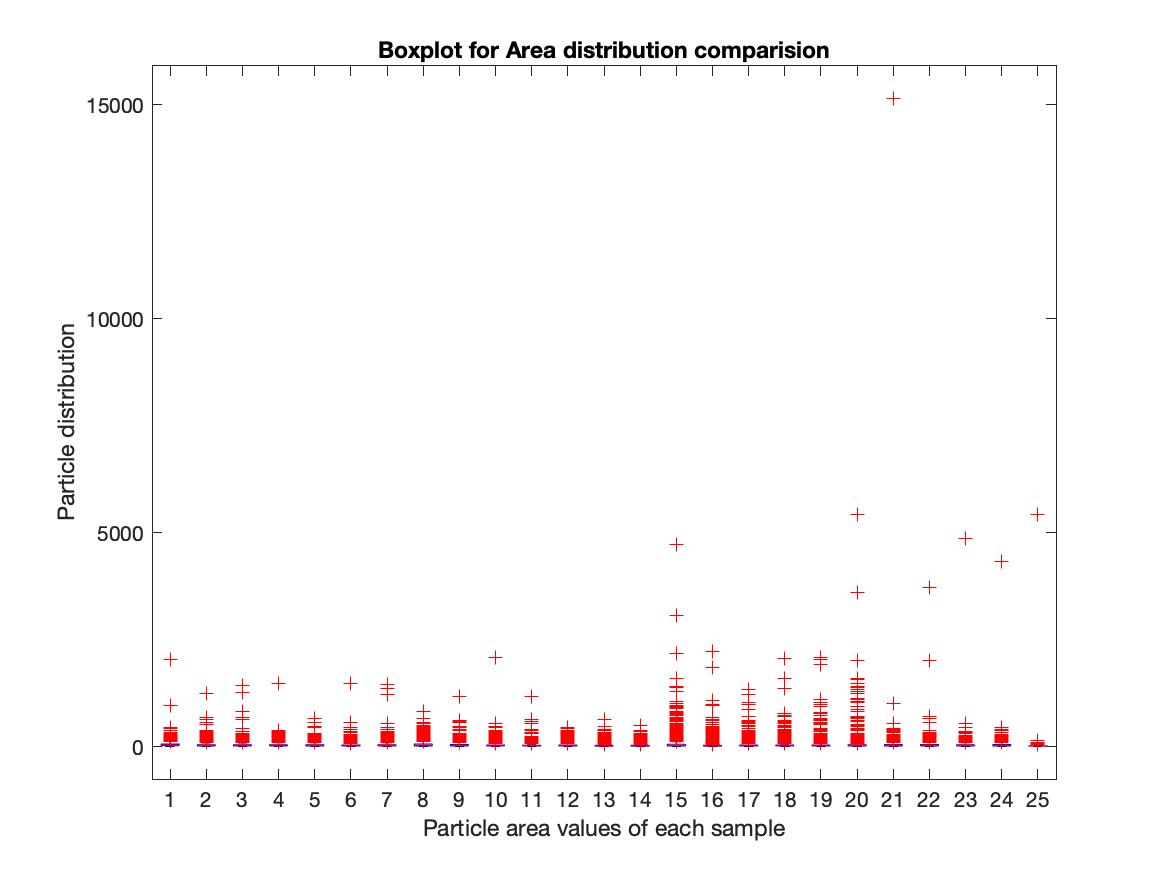 Boxplot for Area distribution comparision
15000
10000
5000
0
Particle distribution
1 2 3 4 5 6 7 8 9 10 11 12 13 14 15 16 17 18 19 20 21 22 23 24 25
Particle area values of each sample